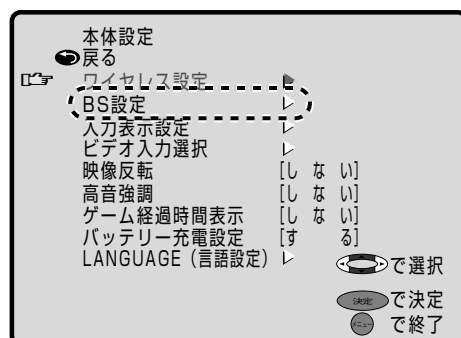 本体設定
戻る
ワイヤレス設定
BS設定
入力表示設定
ビデオ入力選択
映像反転 [しない]
高音強調 [しない]
ゲーム経過時間表示 [しない]
バッテリー充電設定 [する]
LANGUAGE(言語設定)
で選択
決定 で決定
メニュー で終了